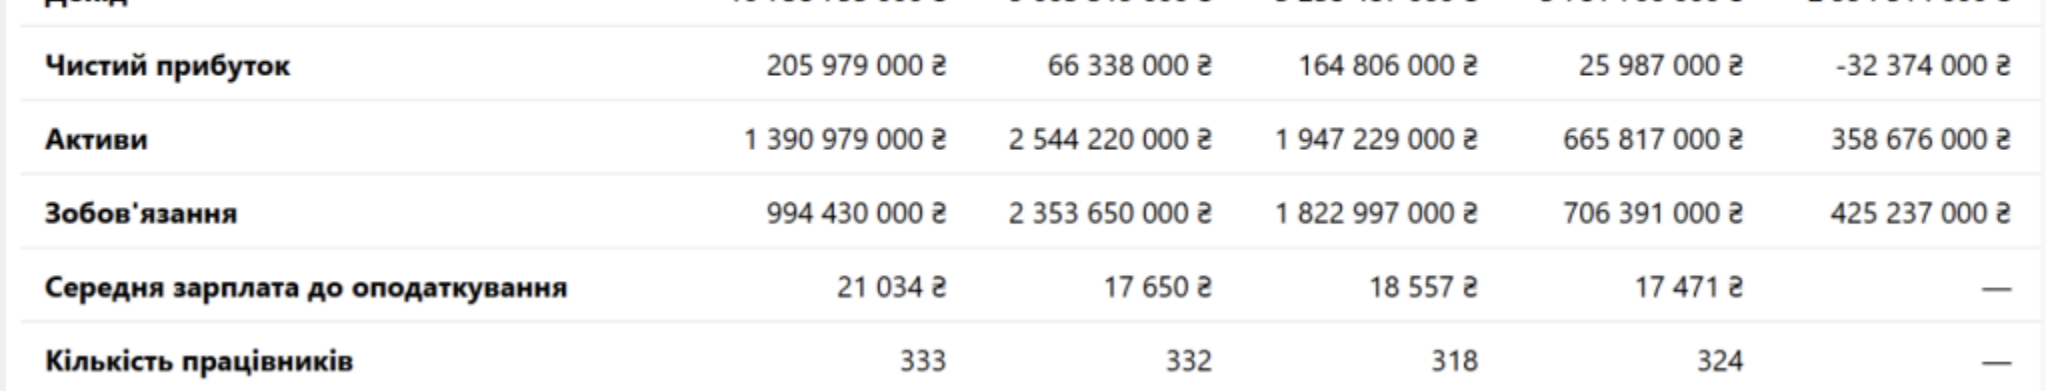 Чистий прибуток 205 979 000 ₴ 66 338 000 ₴ 164 806 000 ₴ 25 987 000 ₴ -32 374 000 ₴
Активи 1 390 979 000 ₴ 2 544 220 000 ₴ 1 947 229 000 ₴ 665 817 000 ₴ 358 676 000 ₴
Зобов'язання 994 430 000 ₴ 2 353 650 000 ₴ 1 822 997 000 ₴ 706 391 000 ₴ 425 237 000 ₴
Середня зарплата до оподаткування 21 034 ₴ 17 650 ₴ 18 557 ₴ 17 471 ₴ —
Кількість працівників 333 332 318 324 —